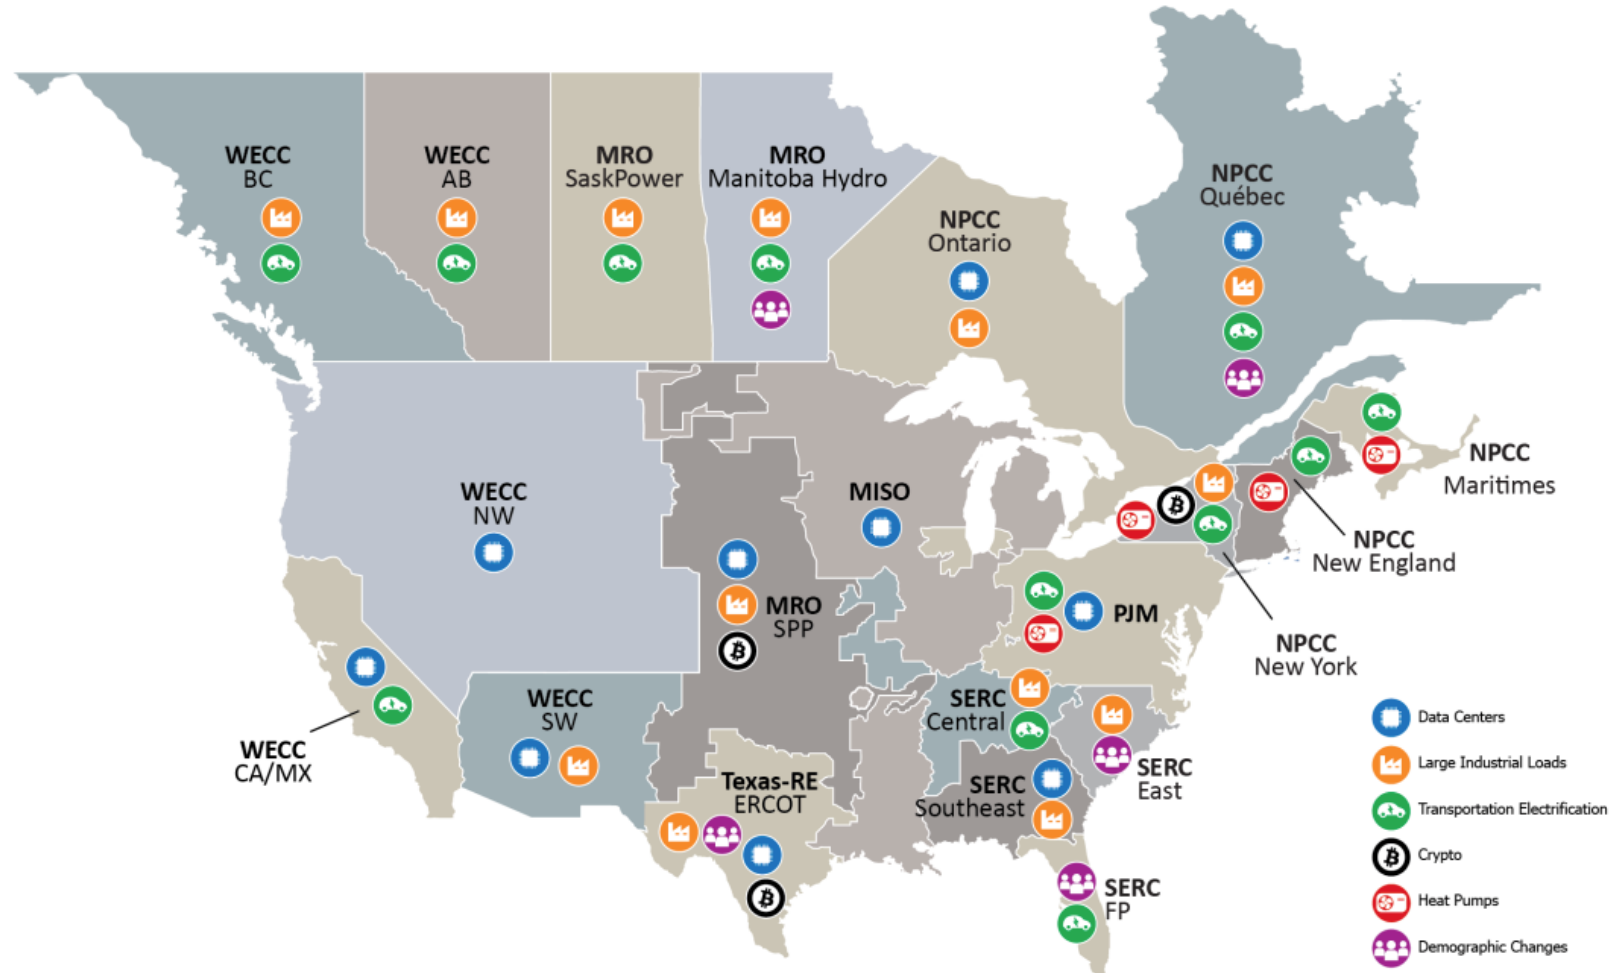 WECC
BC
WECC
AB
MRO
SaskPower
MRO
Manitoba Hydro
NPCC
Ontario
NPCC
Québec
WECC
NW
MISO
NPCC
Maritimes
NPCC
New England
MRO
SPP
PJM
NPCC
New York
WECC
CA/MX
WECC
SW
SERC
Central
SERC
East
Texas-RE
ERCOT
SERC
Southeast
SERC
FP
Data Centers
Large Industrial Loads
Transportation Electrification
Crypto
Heat Pumps
Demographic Changes